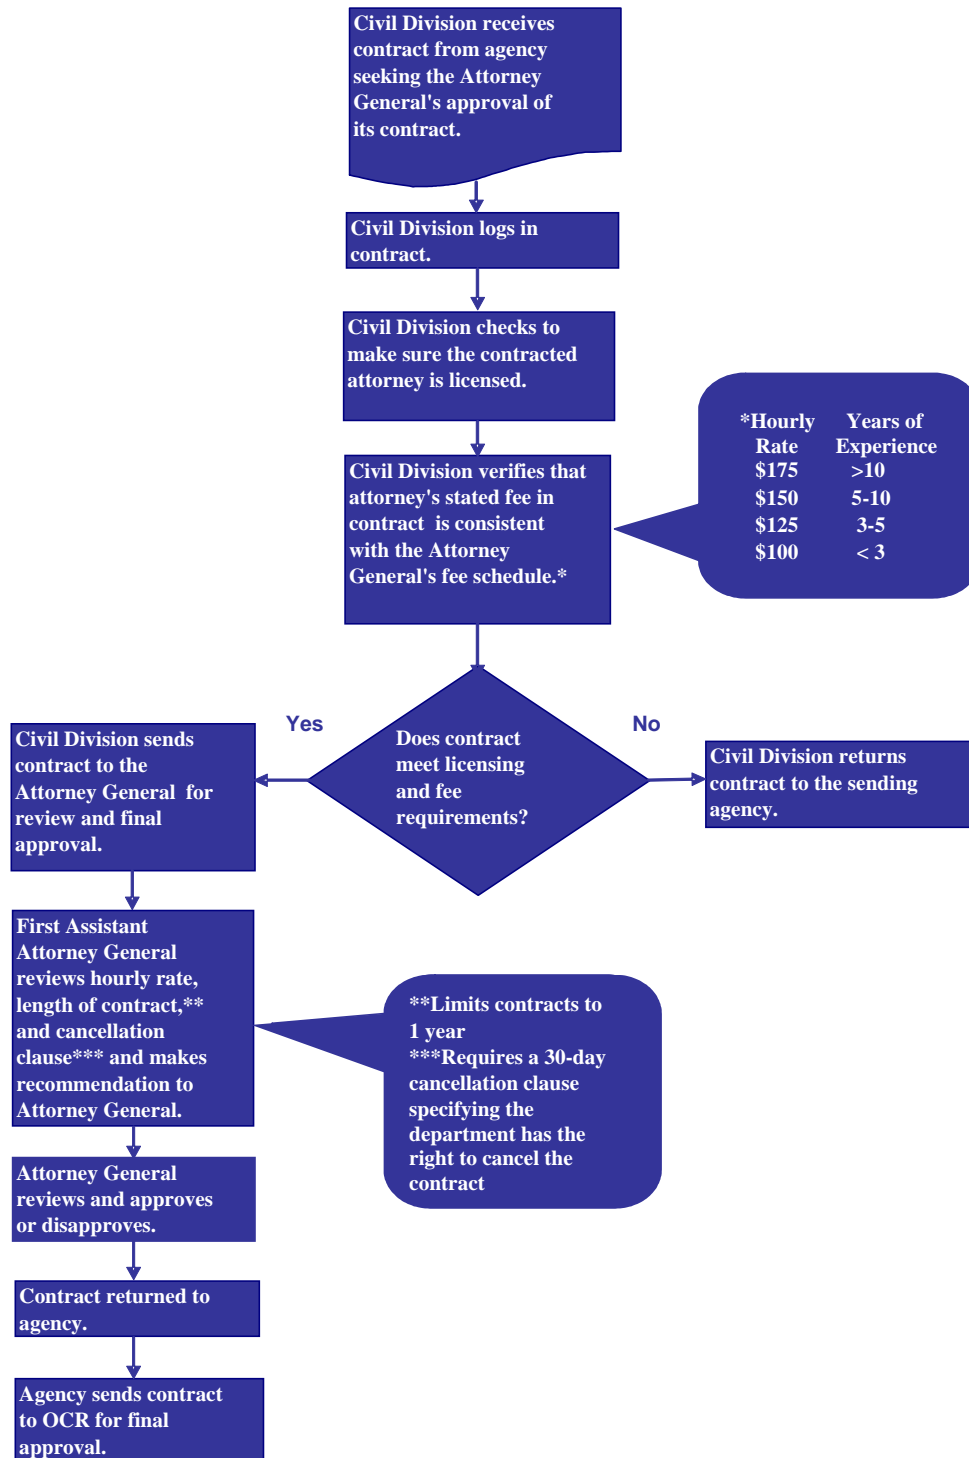 Civil Division receives
contract from agency
seeking the Attorney
General's approval of
its contract.
Civil Division logs in
contract.
Civil Division checks to
make sure the contracted
attorney is licensed.
Civil Division verifies that
attorney's stated fee in
contract is consistent
with the Attorney
General's fee schedule.*
*Hourly Years of
Rate Experience
$175 >10
$150 5-10
$125 3-5
$100 < 3
Does contract
meet licensing
and fee
requirements?
Yes
No
Civil Division sends
contract to the
Attorney General for
review and final
approval.
Civil Division returns
contract to the sending
agency.
First Assistant
Attorney General
reviews hourly rate,
length of contract,**
and cancellation
clause*** and makes
recommendation to
Attorney General.
**Limits contracts to
1 year
***Requires a 30-day
cancellation clause
specifying the
department has the
right to cancel the
contract
Attorney General
reviews and approves
or disapproves.
Contract returned to
agency.
Agency sends contract
to OCR for final
approval.